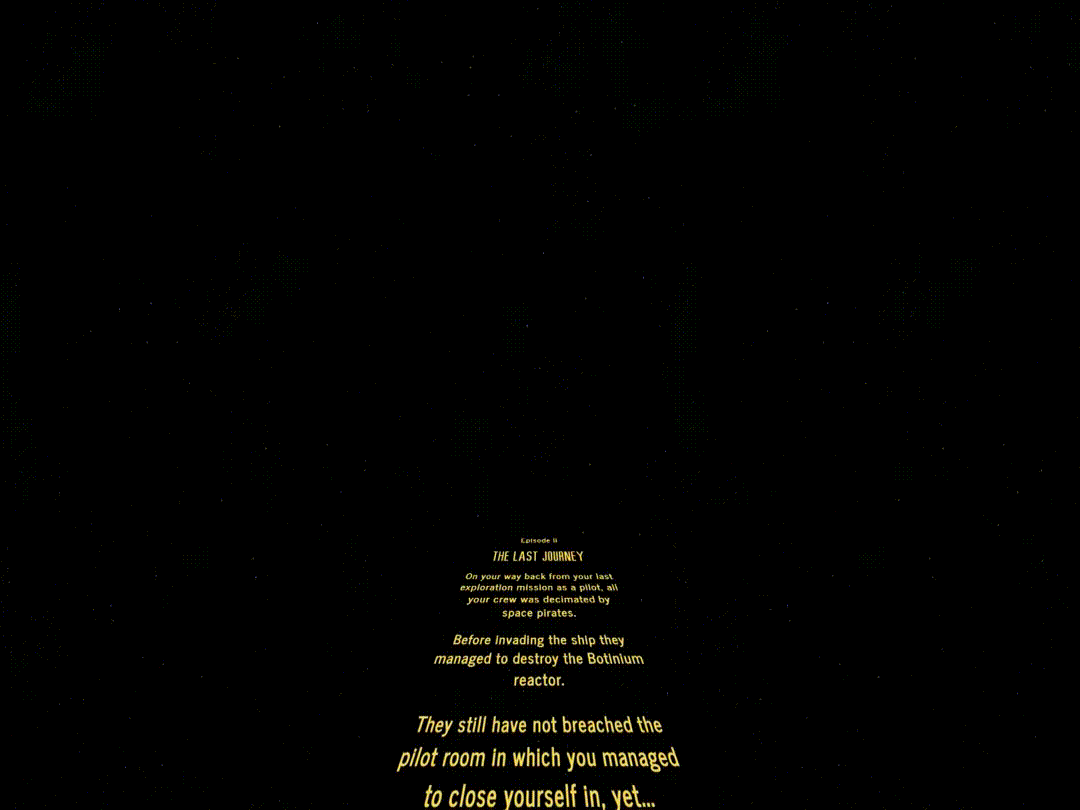 Episode II
THE LAST JOURNEY
On your way back from your last
exploration mission as a pilot, all
your crew was decimated by
space pirates.
Before invading the ship they
managed to destroy the Botinium
reactor.
They still have not breached the
pilot room in which you managed
to close yourself in, yet...